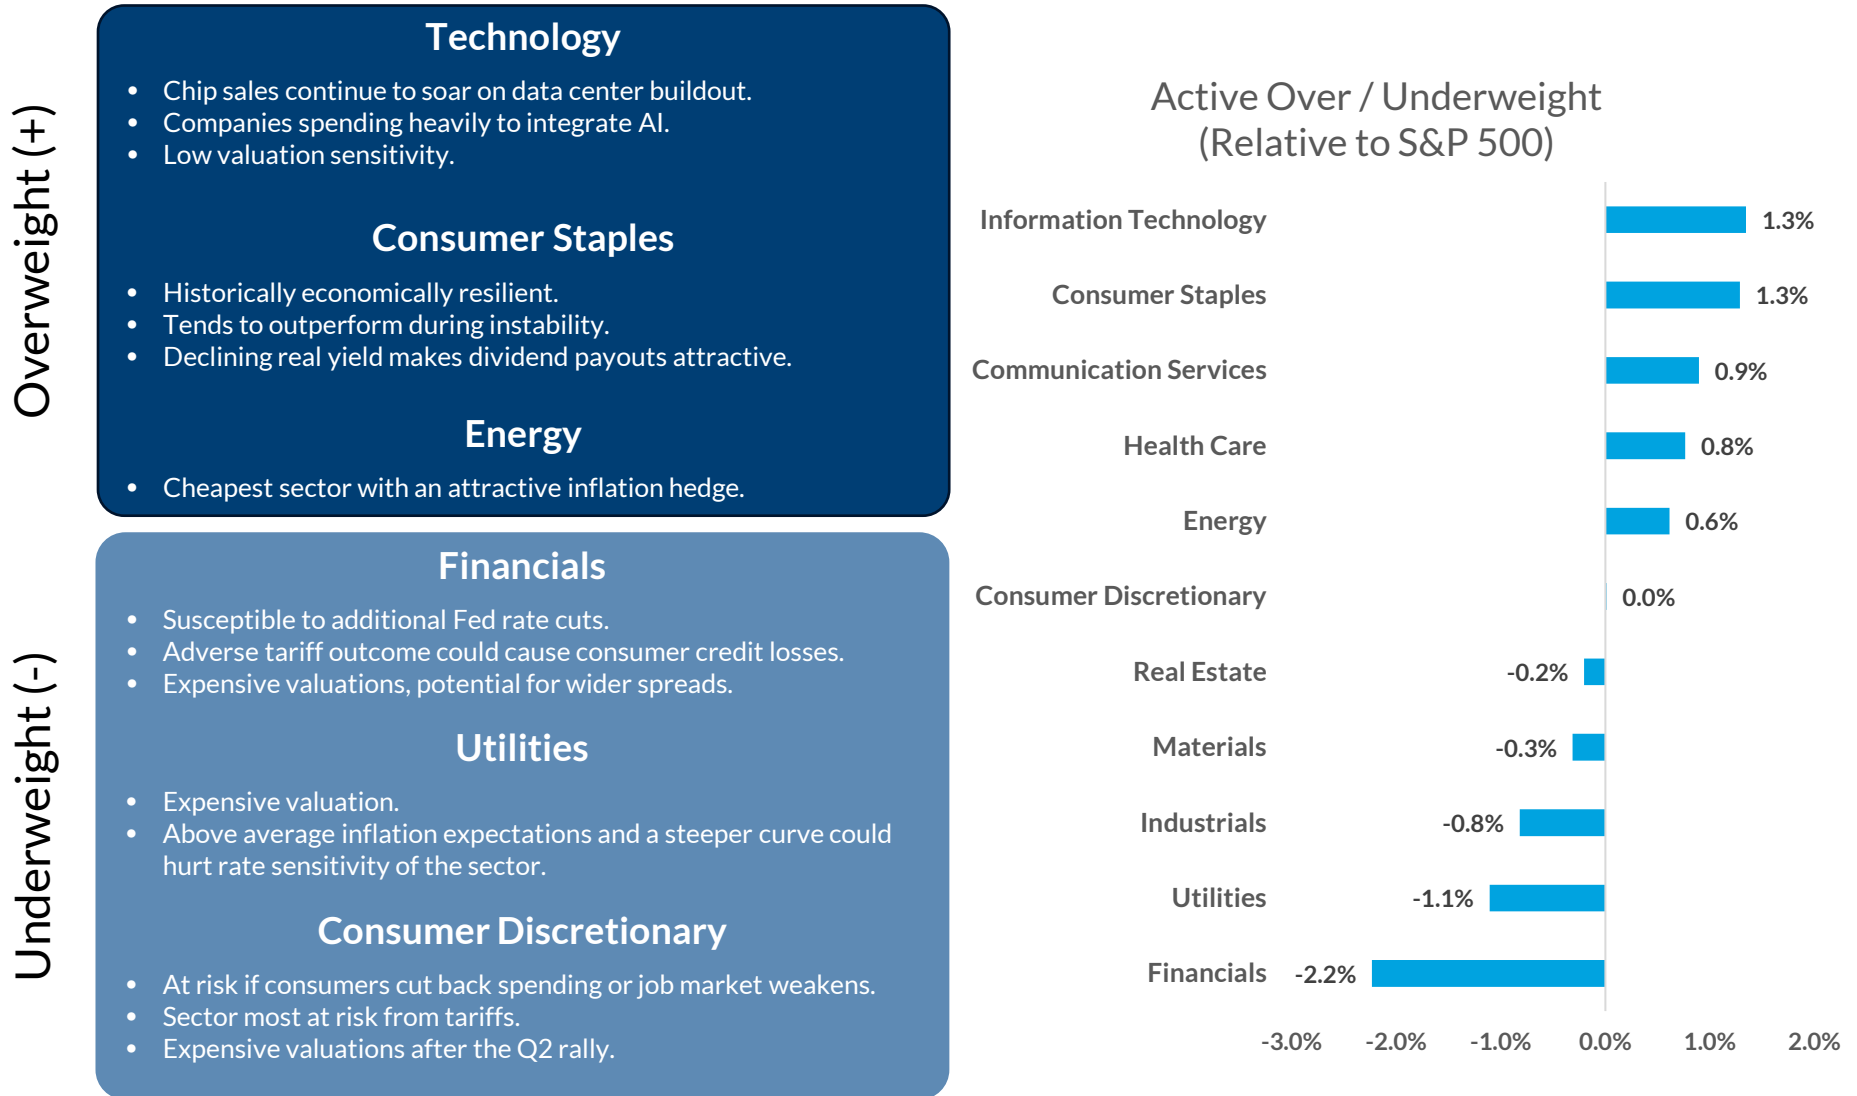 Overweight (+)
Technology
• Chip sales continue to soar on data center buildout.
• Companies spending heavily to integrate AI.
• Low valuation sensitivity.
Consumer Staples
• Historically economically resilient.
• Tends to outperform during instability.
• Declining real yield makes dividend payouts attractive.
Energy
• Cheapest sector with an attractive inflation hedge.
Underweight (-)
Financials
• Susceptible to additional Fed rate cuts.
• Adverse tariff outcome could cause consumer credit losses.
• Expensive valuations, potential for wider spreads.
Utilities
• Expensive valuation.
• Above average inflation expectations and a steeper curve could
hurt rate sensitivity of the sector.
Consumer Discretionary
• At risk if consumers cut back spending or job market weakens.
• Sector most at risk from tariffs.
• Expensive valuations after the Q2 rally.
Active Over / Underweight
(Relative to S&P 500)
Information Technology 1.3%
Consumer Staples 1.3%
Communication Services 0.9%
Health Care 0.8%
Energy 0.6%
Consumer Discretionary 0.0%
Real Estate -0.2%
Materials -0.3%
Industrials -0.8%
Utilities -1.1%
Financials -2.2%
-3.0% -2.0% -1.0% 0.0% 1.0% 2.0%